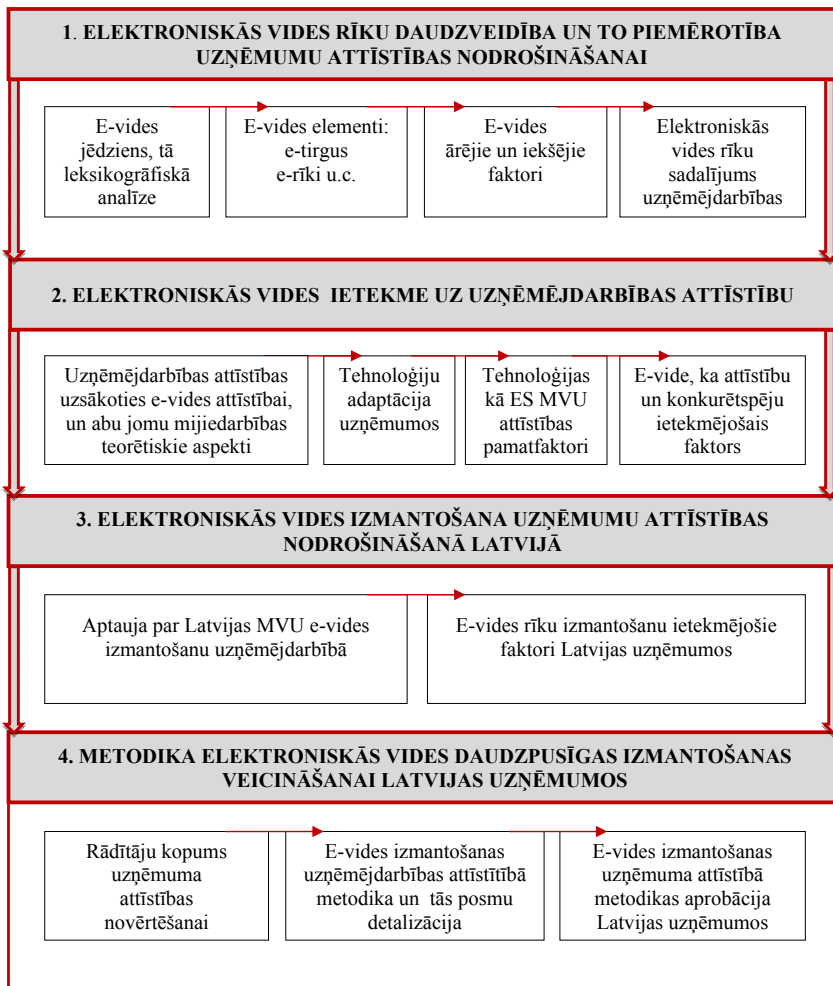 1. ELEKTRONISKĀS VIDES RĪKU DAUDZVEIDĪBA UN TO PIEMĒROTĪBA
UZŅĒMUMU ATTĪSTĪBAS NODROŠINĀŠANAI
E-vides
jēdziens, tā
leksikogrāfiskā
analīze
E-vides elementi:
e-tirgus
e-rīki u.c.
E-vides
ārējie un iekšējie
faktori
Elektroniskās
vides rīku
sadalījums
uzņēmējdarbības
2. ELEKTRONISKĀS VIDES IETEKME UZ UZŅĒMĒJDARBĪBAS ATTĪSTĪBU
Uzņēmējdarbības attīstības
uzsākoties e-vides attīstībai,
un abu jomu mijiedarbības
teorētiskie aspekti
Tehnoloģiju
adaptācija
uzņēmumos
Tehnoloģijas
kā ES MVU
attīstības
pamatfaktori
E-vide, ka attīstību
un konkurētspēju
ietekmējošais
faktors
3. ELEKTRONISKĀS VIDES IZMANTOŠANA UZŅĒMUMU ATTĪSTĪBAS
NODROŠINĀŠANĀ LATVIJĀ
Aptauja par Latvijas MVU e-vides
izmantošanu uzņēmējdarbībā
E-vides rīku izmantošanu ietekmējošie
faktori Latvijas uzņēmumos
4. METODIKA ELEKTRONISKĀS VIDES DAUDZPUSĪGAS IZMANTOŠANAS
VEICINĀŠANAI LATVIJAS UZŅĒMUMOS
Rādītāju kopums
uzņēmuma
attīstības
novērtēšanai
E-vides izmantošanas
uzņēmējdarbības attīstītībā
metodika un tās posmu
detalizācija
E-vides izmantošanas
uzņēmuma attīstībā
metodikas aprobācija
Latvijas uzņēmumos